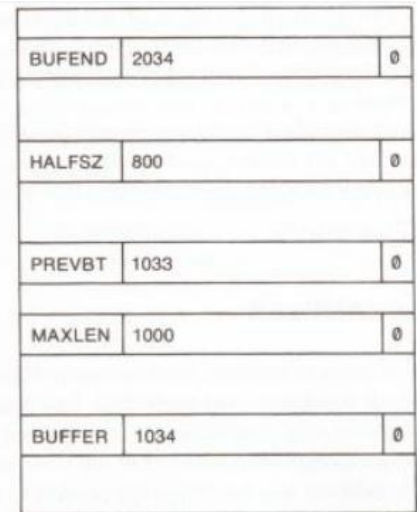 BUFEND 2034 0
HALFSZ 800 0
PREVBT 1033 0
MAXLEN 1000 0
BUFFER 1034 0